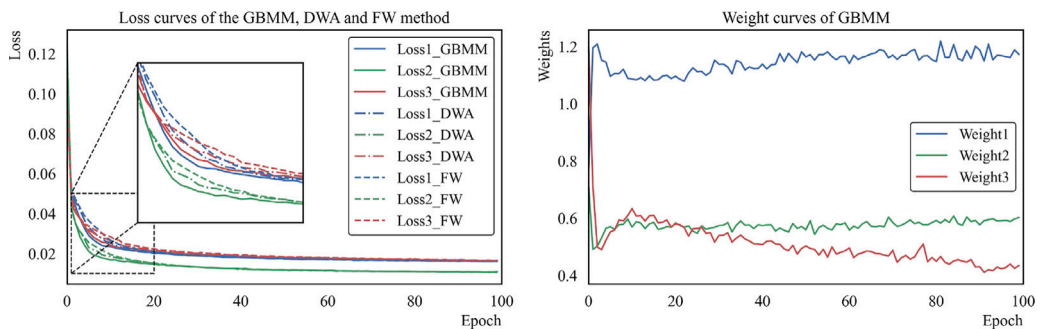 Loss curves of the GBMM, DWA and FW method
Loss
0.12
0.10
0.08
0.06
0.04
0.02
0
20
40
60
80
100
Epoch
Loss1_GBMM
Loss2_GBMM
Loss3_GBMM
Loss1_DWA
Loss2_DWA
Loss3_DWA
Loss1_FW
Loss2_FW
Loss3_FW
Weight curves of GBMM
Weights
1.2
1.0
0.8
0.6
0.4
0
20
40
60
80
100
Epoch
Weight1
Weight2
Weight3